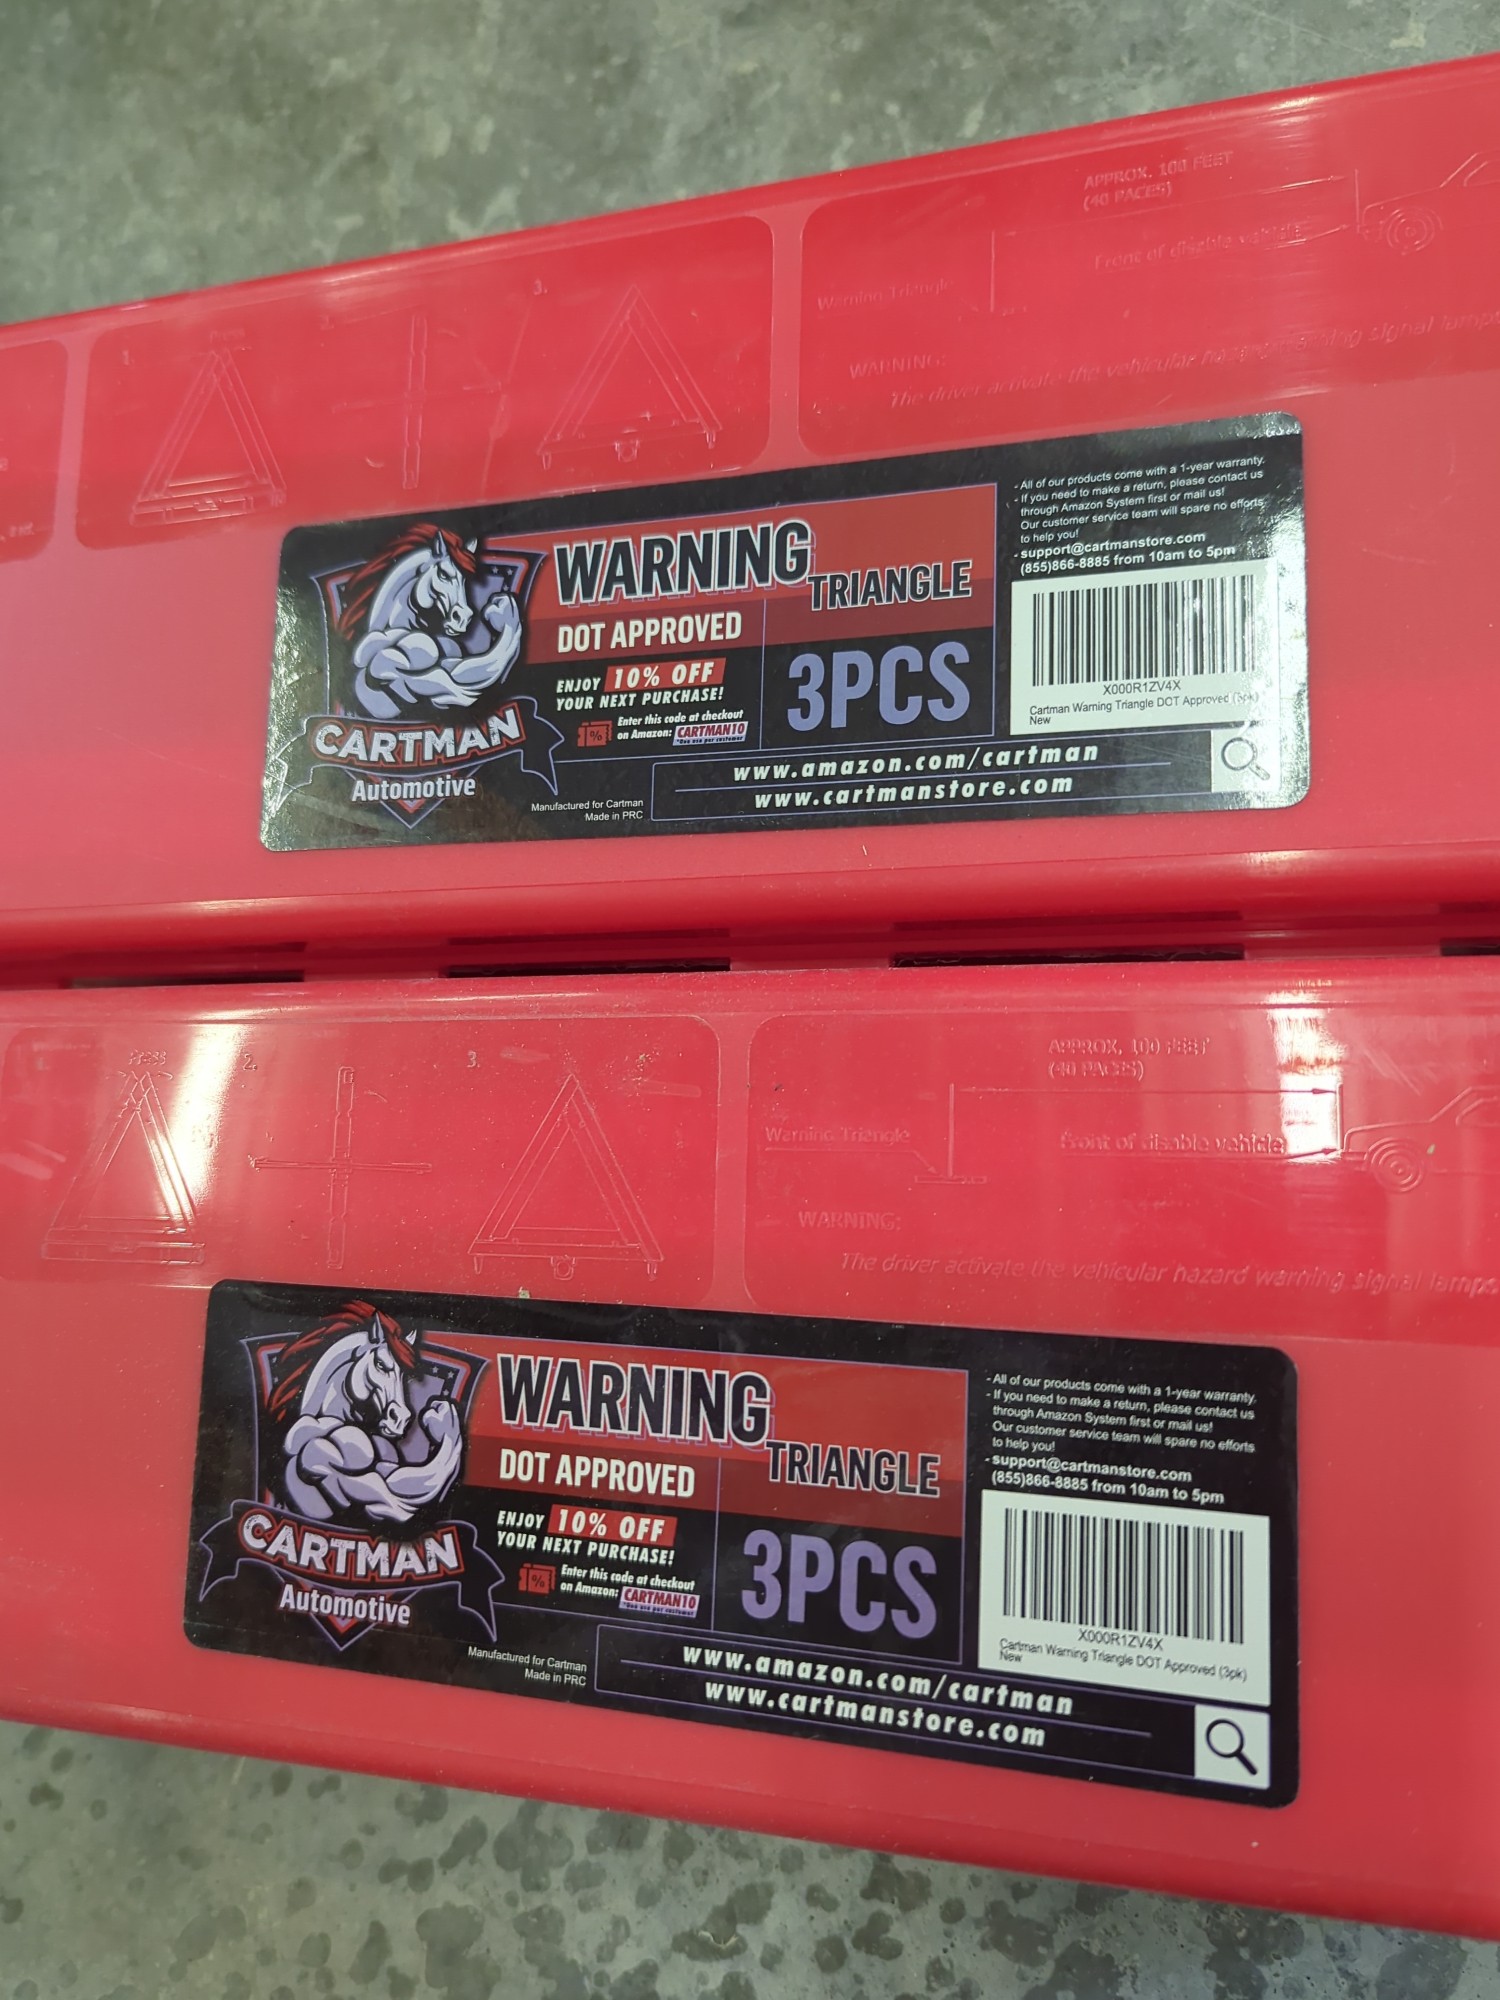 3.
APPROX. 100 FEET
(40 PACES)
Warning Triangle
Front of disable vehicle
WARNING:
The driver activate the vehicular hazard warning signal lamps
WARNING
TRIANGLE
DOT APPROVED
ENJOY 10% OFF
YOUR NEXT PURCHASE!
Enter this code at checkout
on Amazon: CARTMAN10
*One use per customer
3PCS
CARTMAN
Automotive
Manufactured for Cartman
Made in PRC
www.amazon.com/cartman
www.cartmanstore.com
- All of our products come with a 1-year warranty.
- If you need to make a return, please contact us
through Amazon System first or mail us!
Our customer service team will spare no efforts
to help you!
- support@cartmanstore.com
(855)866-8885 from 10am to 5pm
X000R1ZV4X
Cartman Warning Triangle DOT Approved (3pk)
New
Press
2.
3.
APPROX. 100 FEET
(40 PACES)
Warning Triangle
Front of disable vehicle
WARNING:
The driver activate the vehicular hazard warning signal lamps
WARNING
TRIANGLE
DOT APPROVED
ENJOY 10% OFF
YOUR NEXT PURCHASE!
Enter this code at checkout
on Amazon: CARTMAN10
*One use per customer
3PCS
CARTMAN
Automotive
Manufactured for Cartman
Made in PRC
www.amazon.com/cartman
www.cartmanstore.com
- All of our products come with a 1-year warranty.
- If you need to make a return, please contact us
through Amazon System first or mail us!
Our customer service team will spare no efforts
to help you!
- support@cartmanstore.com
(855)866-8885 from 10am to 5pm
X000R1ZV4X
Cartman Warning Triangle DOT Approved (3pk)
New